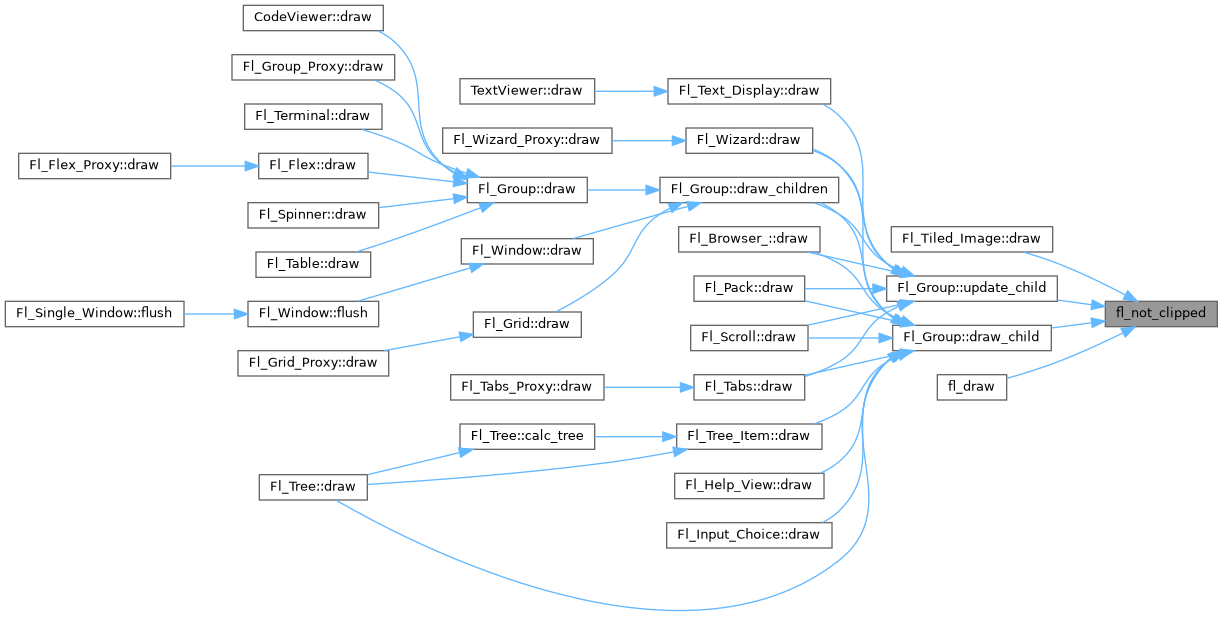 CodeViewer::draw
Fl_Group_Proxy::draw
TextViewer::draw
Fl_Text_Display::draw
Fl_Terminal::draw
Fl_Wizard_Proxy::draw
Fl_Wizard::draw
Fl_Flex_Proxy::draw
Fl_Flex::draw
Fl_Group::draw
Fl_Group::draw_children
Fl_Spinner::draw
Fl_Browser_::draw
Fl_Tiled_Image::draw
Fl_Window::draw
Fl_Table::draw
Fl_Pack::draw
Fl_Group::update_child
Fl_Single_Window::flush
Fl_Window::flush
fl_not_clipped
Fl_Grid::draw
Fl_Scroll::draw
Fl_Group::draw_child
Fl_Grid_Proxy::draw
Fl_Tabs_Proxy::draw
Fl_Tabs::draw
fl_draw
Fl_Tree::calc_tree
Fl_Tree_Item::draw
Fl_Tree::draw
Fl_Help_View::draw
Fl_Input_Choice::draw